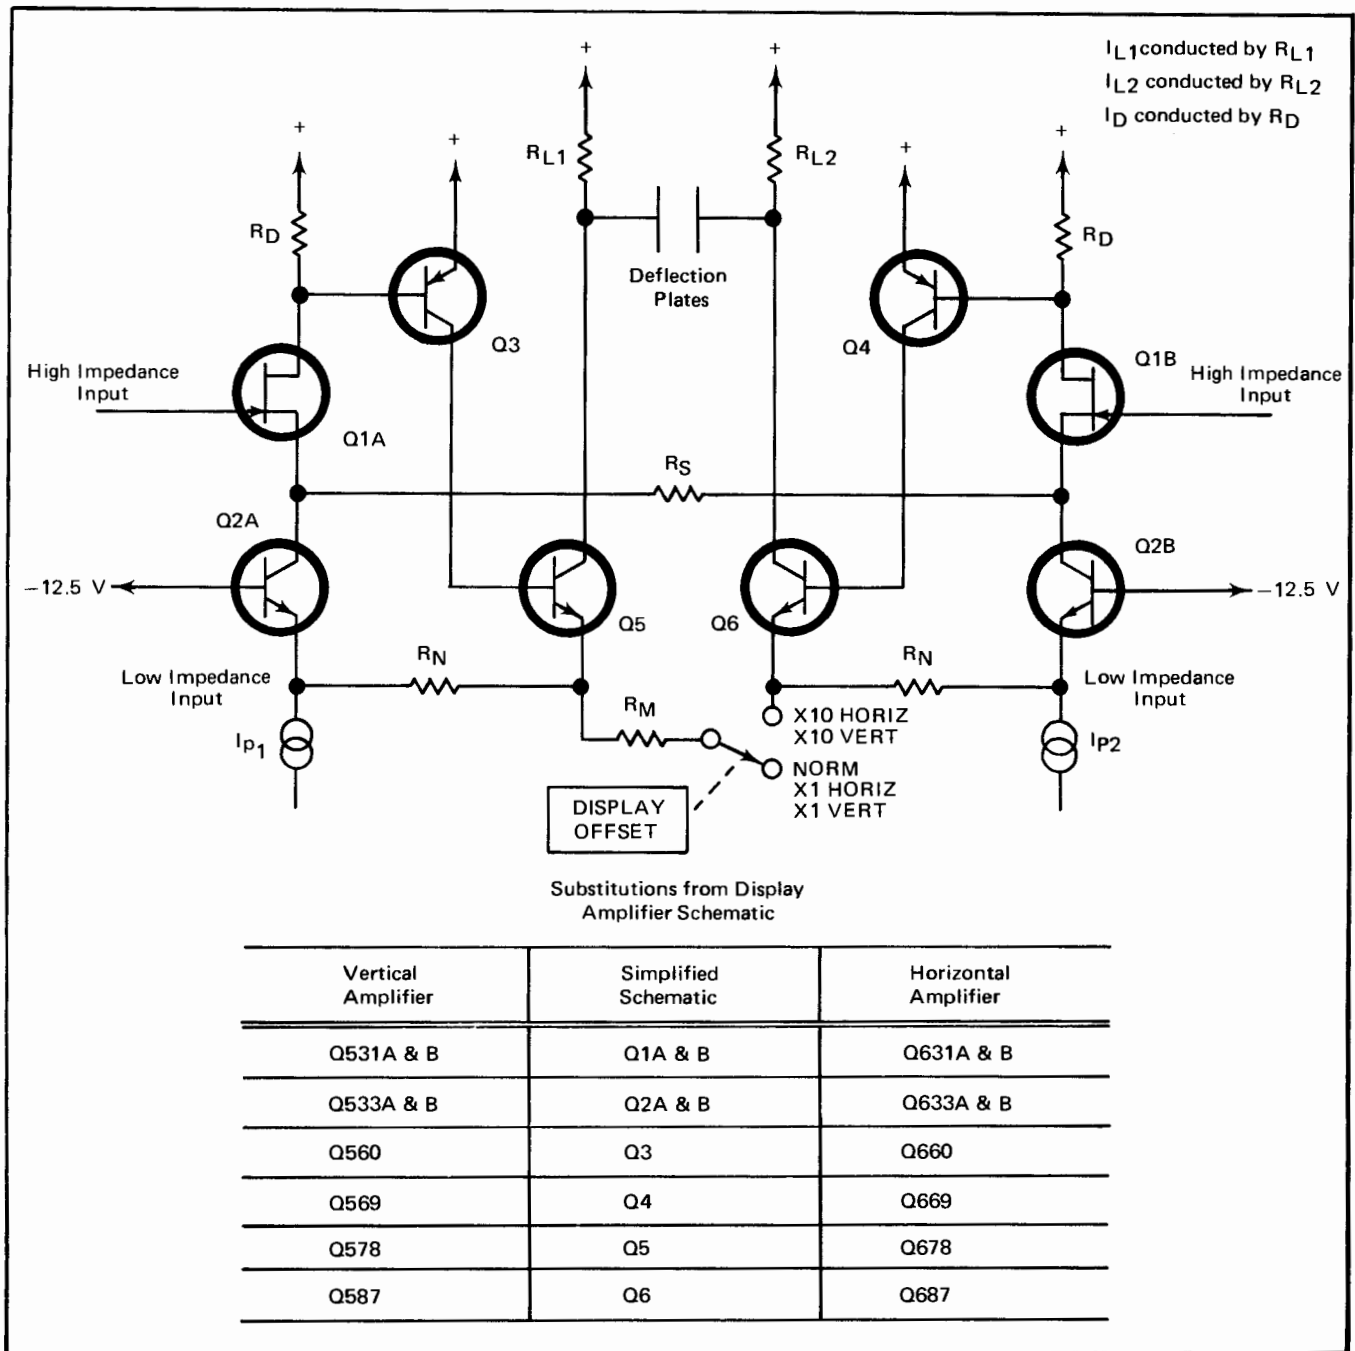 IL1 conducted by RL1
IL2 conducted by RL2
ID conducted by RD
+
+
+
+
+
+
RL1
RL2
RD
RD
Deflection
Plates
Q3
Q4
Q1B
High Impedance
Input
High Impedance
Input
Q1A
RS
Q2A
Q2B
−12.5 V
−12.5 V
Q5
Q6
RN
RN
Low Impedance
Input
Low Impedance
Input
RM
IP1
IP2
X10 HORIZ
X10 VERT
NORM
X1 HORIZ
X1 VERT
DISPLAY
OFFSET
Substitutions from Display
Amplifier Schematic
Vertical
Amplifier
Simplified
Schematic
Horizontal
Amplifier
Q531A & B
Q1A & B
Q631A & B
Q533A & B
Q2A & B
Q633A & B
Q560
Q3
Q660
Q569
Q4
Q669
Q578
Q5
Q678
Q587
Q6
Q687